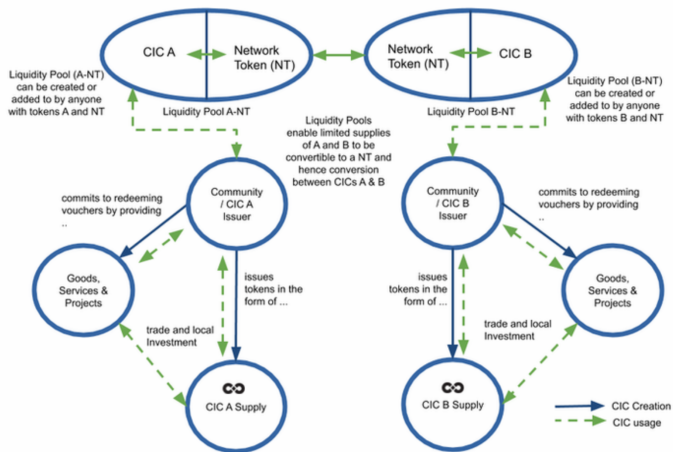 CIC A
Network
Token (NT)
Network
Token (NT)
CIC B
Liquidity Pool (A-NT)
can be created or
added to by anyone
with tokens A and NT
Liquidity Pool A-NT
Liquidity Pools
enable limited supplies
of A and B to be
convertible to a NT and
hence conversion
between CICs A & B
Liquidity Pool B-NT
Liquidity Pool (B-NT)
can be created or
added to by anyone
with tokens B and NT
commits to redeeming
vouchers by providing
..
Community
/ CIC A
Issuer
Community
/ CIC B
Issuer
commits to redeeming
vouchers by providing
..
Goods,
Services &
Projects
issues
tokens in the
form of ...
issues
tokens in the
form of ...
Goods,
Services &
Projects
trade and local
Investment
trade and local
Investment
CIC A Supply
CIC B Supply
CIC Creation
CIC usage